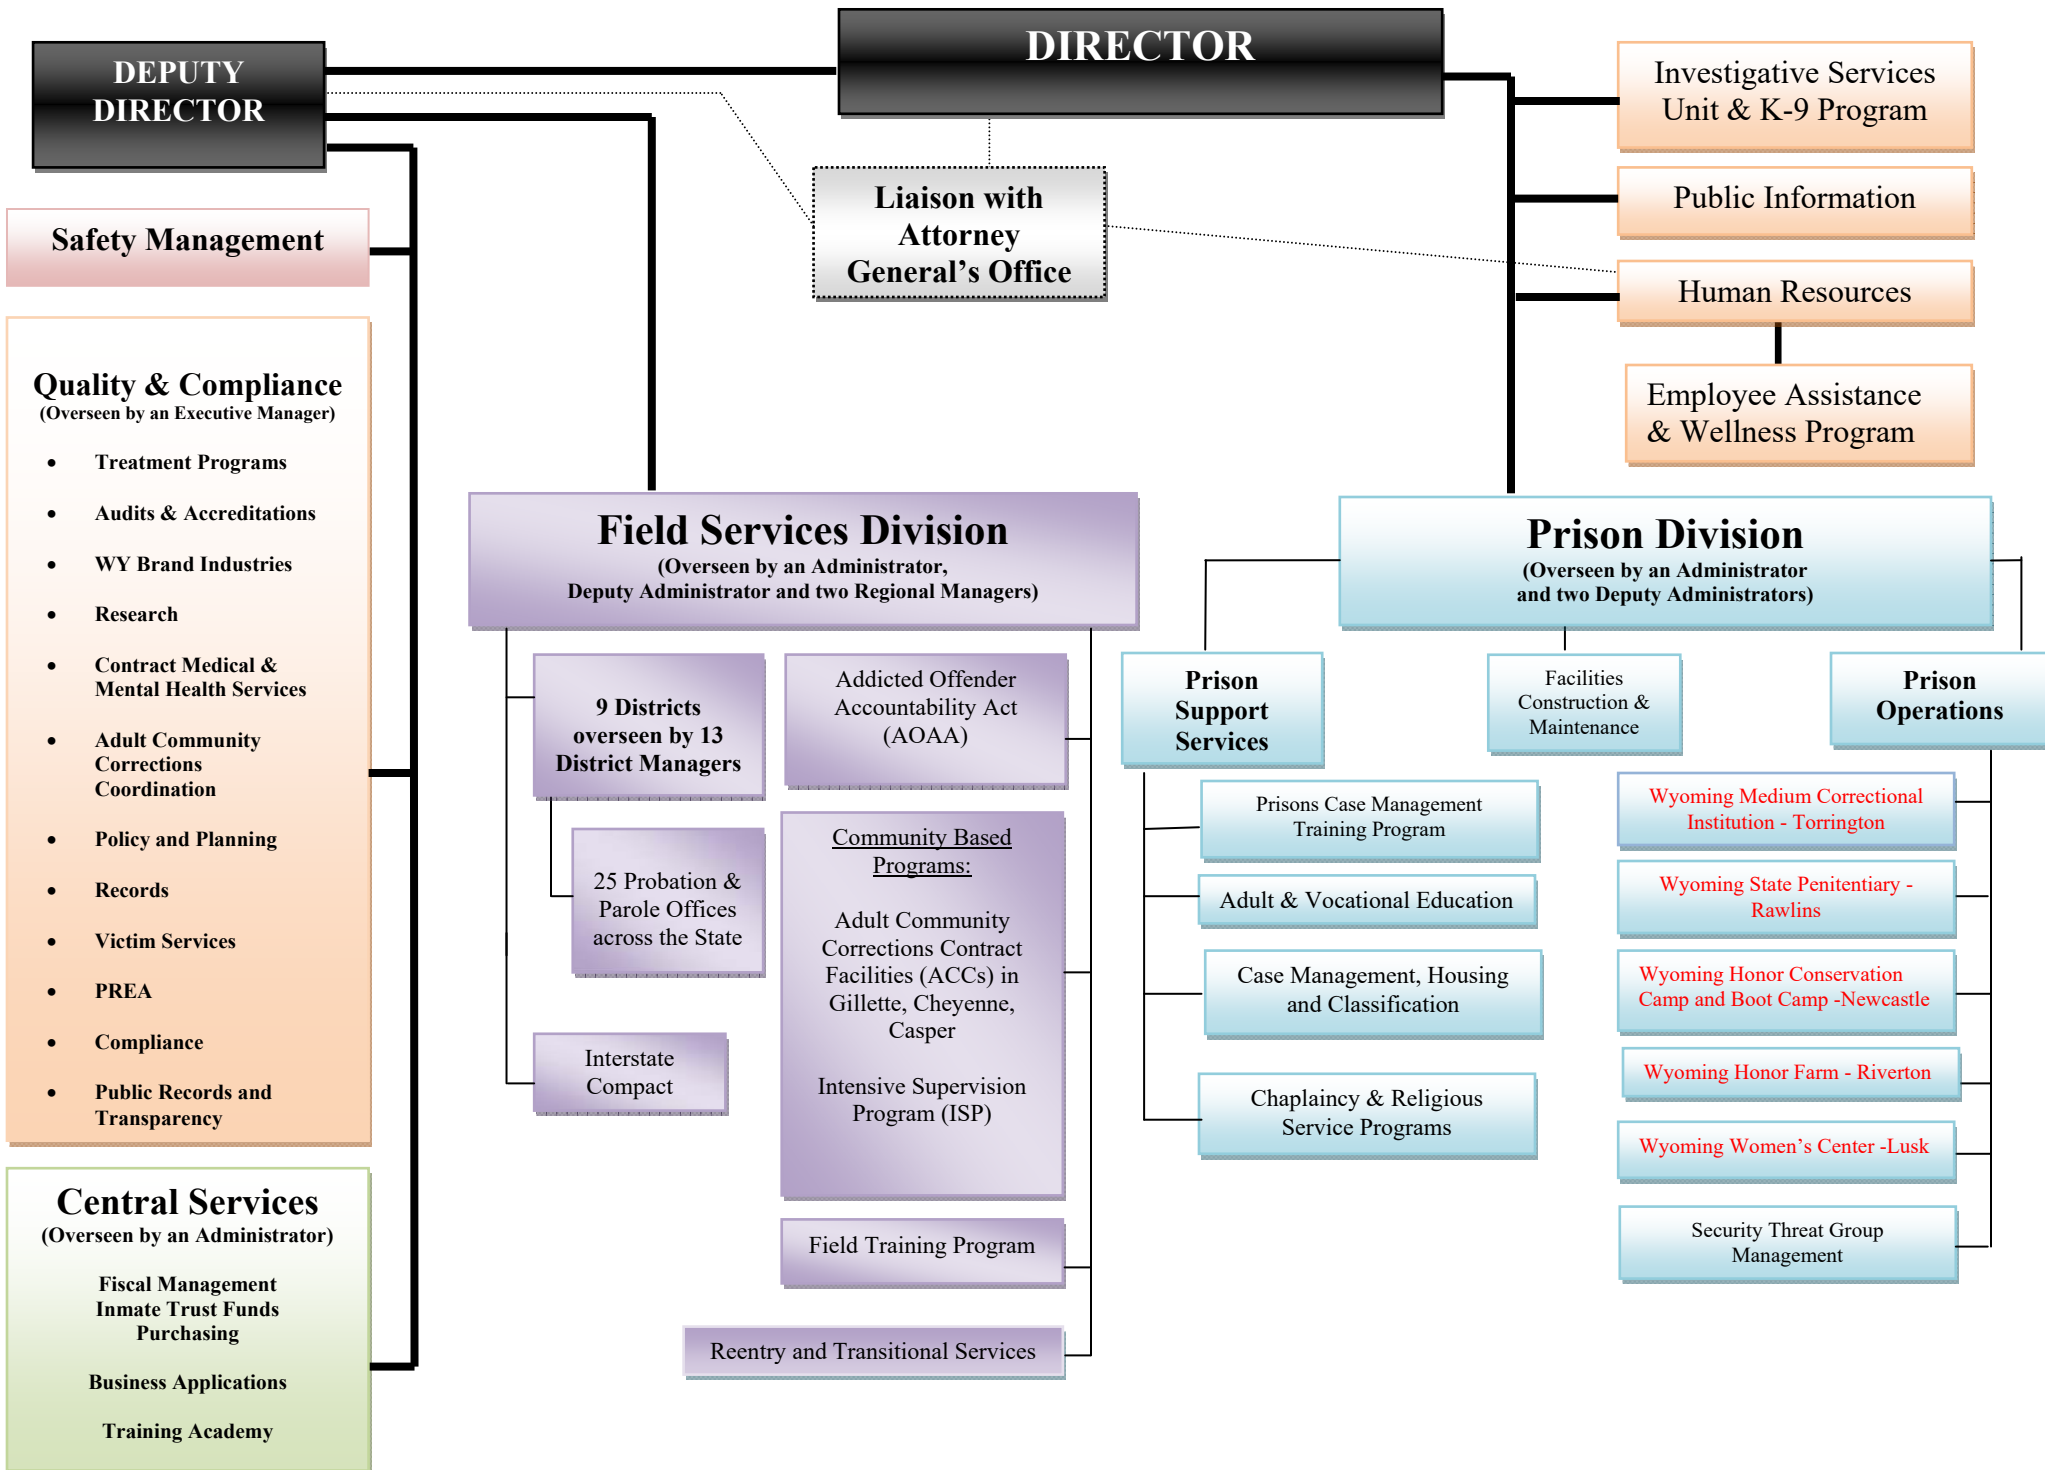 DIRECTOR
DEPUTY
DIRECTOR
Investigative Services
Unit & K-9 Program
Liaison with
Attorney
General’s Office
Public Information
Human Resources
Employee Assistance
& Wellness Program
Safety Management
Quality & Compliance
(Overseen by an Executive Manager)
• Treatment Programs
• Audits & Accreditations
• WY Brand Industries
• Research
• Contract Medical &
Mental Health Services
• Adult Community
Corrections
Coordination
• Policy and Planning
• Records
• Victim Services
• PREA
• Compliance
• Public Records and
Transparency
Central Services
(Overseen by an Administrator)
Fiscal Management
Inmate Trust Funds
Purchasing
Business Applications
Training Academy
Field Services Division
(Overseen by an Administrator,
Deputy Administrator and two Regional Managers)
9 Districts
overseen by 13
District Managers
25 Probation &
Parole Offices
across the State
Interstate
Compact
Addicted Offender
Accountability Act
(AOAA)
Community Based
Programs:
Adult Community
Corrections Contract
Facilities (ACCs) in
Gillette, Cheyenne,
Casper
Intensive Supervision
Program (ISP)
Field Training Program
Reentry and Transitional Services
Prison Division
(Overseen by an Administrator
and two Deputy Administrators)
Prison
Support
Services
Prisons Case Management
Training Program
Adult & Vocational Education
Case Management, Housing
and Classification
Chaplaincy & Religious
Service Programs
Facilities
Construction &
Maintenance
Prison
Operations
Wyoming Medium Correctional
Institution - Torrington
Wyoming State Penitentiary -
Rawlins
Wyoming Honor Conservation
Camp and Boot Camp -Newcastle
Wyoming Honor Farm - Riverton
Wyoming Women’s Center -Lusk
Security Threat Group
Management